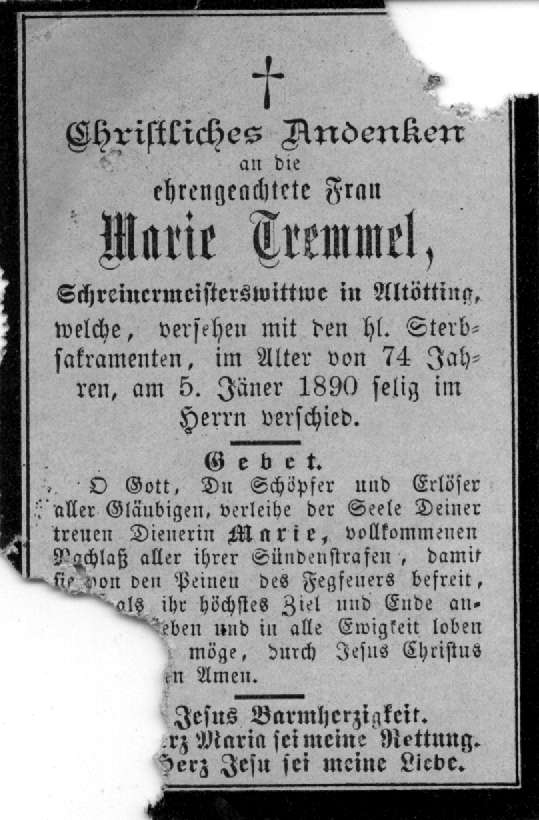 Christliches Andenken
an die
ehrengeachtete Frau
Marie Tremmel,
Schreinermeisterswittwe in Altötting,
welche, versehen mit den hl. Sterb-
sakramenten, im Alter von 74 Jah-
ren, am 5. Jäner 1890 selig im
Herrn verschied.
Gebet.
O Gott, Du Schöpfer und Erlöser
aller Gläubigen, verleihe der Seele Deiner
treuen Dienerin Marie, vollkommenen
Nachlaß aller ihrer Sündenstrafen, damit
sie von den Peinen des Fegfeuers befreit,
als ihr höchstes Ziel und Ende an-
und in alle Ewigkeit loben
möge, durch Jesus Christus
Amen.
Jesus Barmherzigkeit.
Maria sei meine Rettung.
Herz Jesu sei meine Liebe.